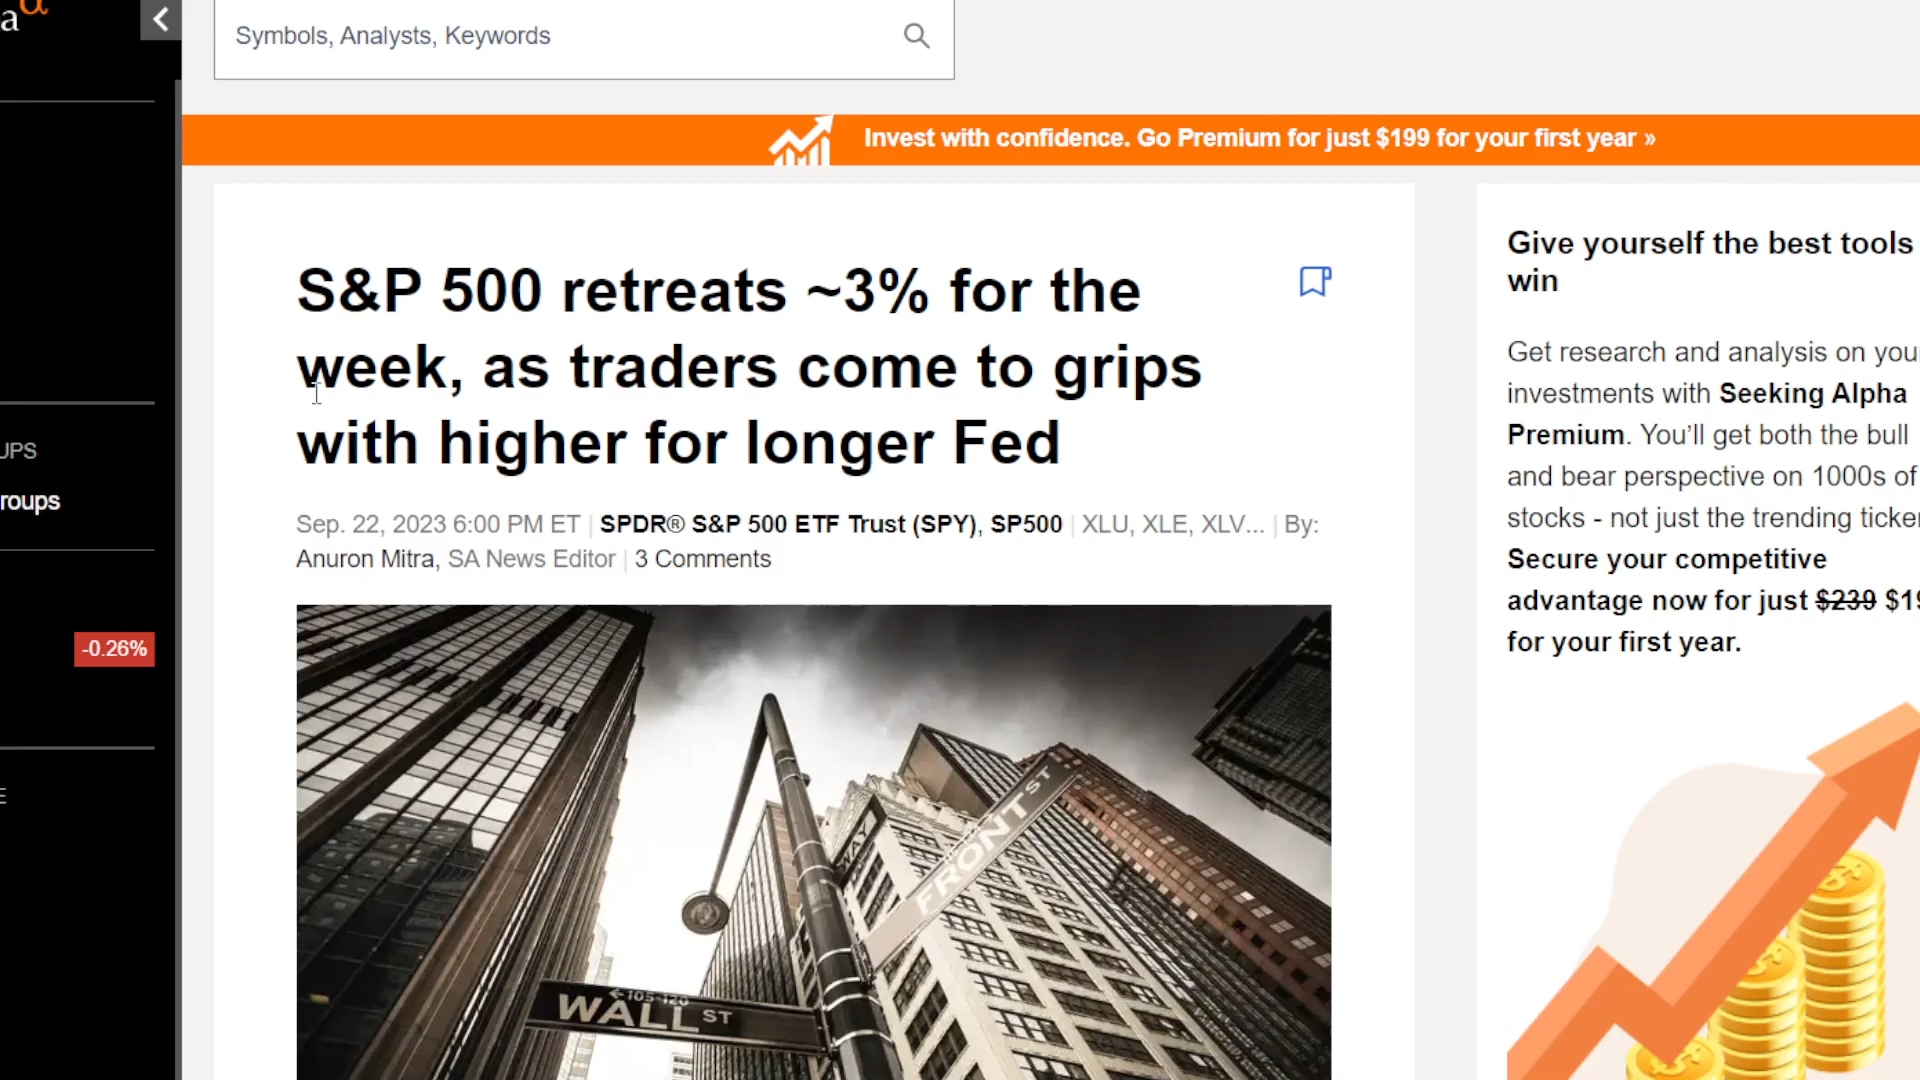 a
Symbols, Analysts, Keywords
Invest with confidence. Go Premium for just $199 for your first year »
UPS
roups
-0.26%
E
S&P 500 retreats ~3% for the
week, as traders come to grips
with higher for longer Fed
Sep. 22, 2023 6:00 PM ET | SPDR® S&P 500 ETF Trust (SPY), SP500 | XLU, XLE, XLV... | By:
Anuron Mitra, SA News Editor | 3 Comments
WAY
FRONT ST
←105-120
WALL ST
Give yourself the best tools
win
Get research and analysis on you
investments with Seeking Alpha
Premium. You’ll get both the bull
and bear perspective on 1000s of
stocks - not just the trending ticker
Secure your competitive
advantage now for just $239 $19
for your first year.